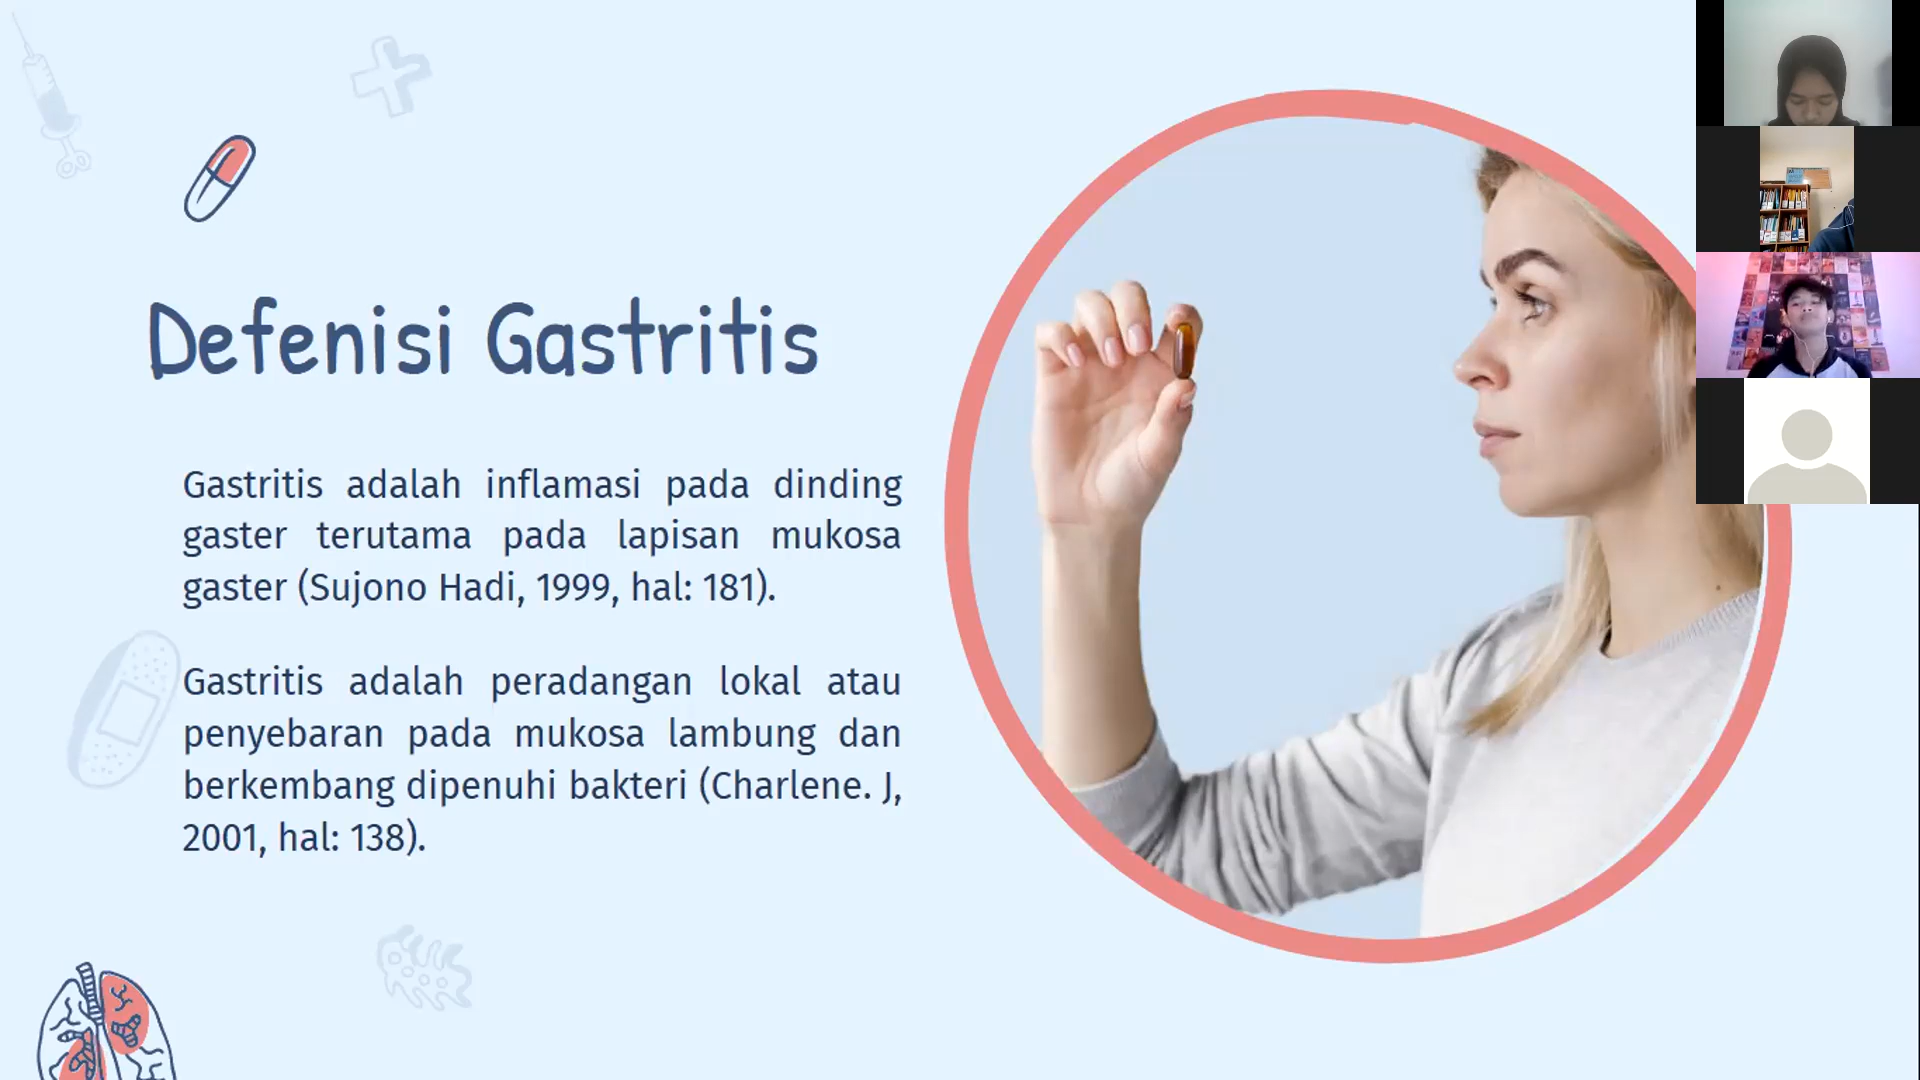 Defenisi Gastritis
Gastritis adalah inflamasi pada dinding
gaster terutama pada lapisan mukosa
gaster (Sujono Hadi, 1999, hal: 181).
Gastritis adalah peradangan lokal atau
penyebaran pada mukosa lambung dan
berkembang dipenuhi bakteri (Charlene. J,
2001, hal: 138).